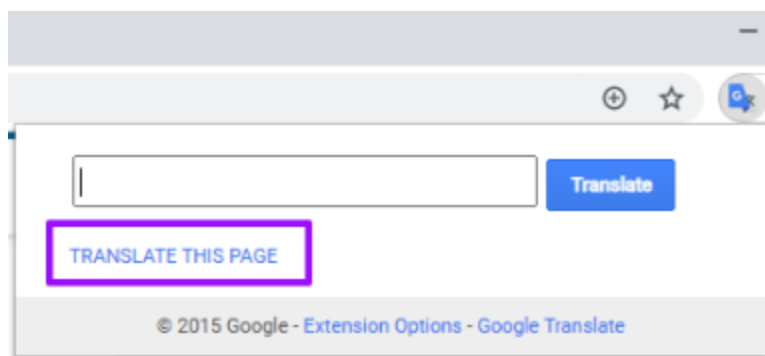 Translate
TRANSLATE THIS PAGE
© 2015 Google - Extension Options - Google Translate